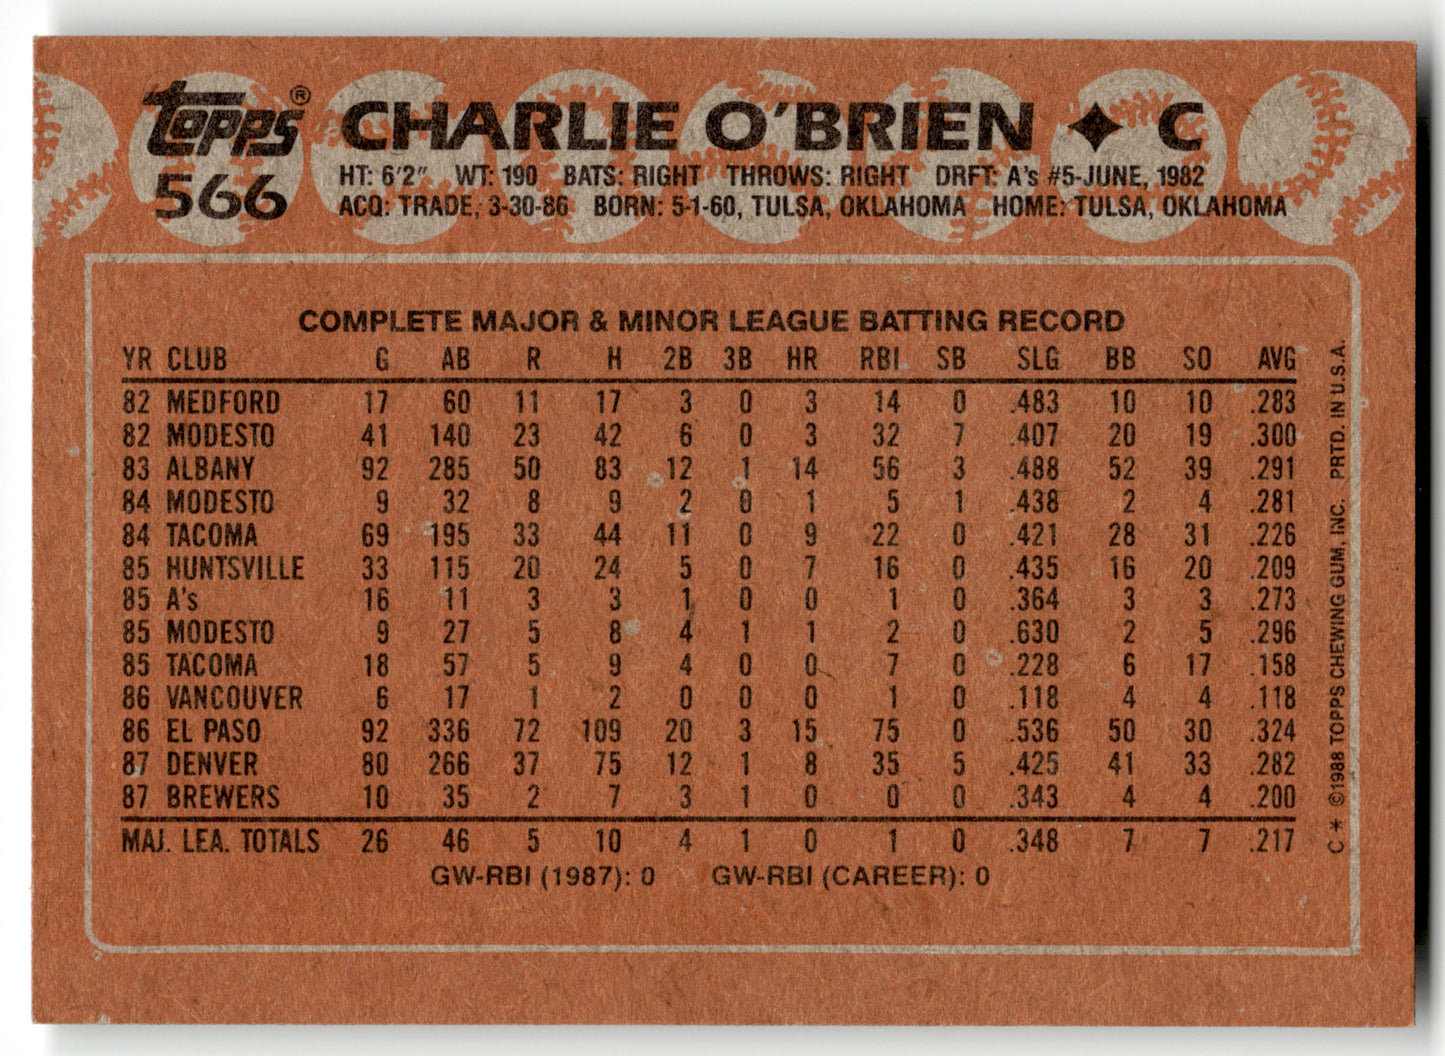 Topps® CHARLIE O'BRIEN ✦ C
566
HT: 6'2" WT: 190 BATS: RIGHT THROWS: RIGHT DRFT: A's #5-JUNE, 1982
ACQ: TRADE, 3-30-86 BORN: 5-1-60, TULSA, OKLAHOMA HOME: TULSA, OKLAHOMA
COMPLETE MAJOR & MINOR LEAGUE BATTING RECORD
YR CLUB G AB R H 2B 3B HR RBI SB SLG BB SO AVG
82 MEDFORD 17 60 11 17 3 0 3 14 0 .483 10 10 .283
82 MODESTO 41 140 23 42 6 0 3 32 7 .407 20 19 .300
83 ALBANY 92 285 50 83 12 1 14 56 3 .488 52 39 .291
84 MODESTO 9 32 8 9 2 0 1 5 1 .438 2 4 .281
84 TACOMA 69 195 33 44 11 0 9 22 0 .421 28 31 .226
85 HUNTSVILLE 33 115 20 24 5 0 7 16 0 .435 16 20 .209
85 A's 16 11 3 3 1 0 0 1 0 .364 3 3 .273
85 MODESTO 9 27 5 8 4 1 1 2 0 .630 2 5 .296
85 TACOMA 18 57 5 9 4 0 0 7 0 .228 6 17 .158
86 VANCOUVER 6 17 1 2 0 0 0 1 0 .118 4 4 .118
86 EL PASO 92 336 72 109 20 3 15 75 0 .536 50 30 .324
87 DENVER 80 266 37 75 12 1 8 35 5 .425 41 33 .282
87 BREWERS 10 35 2 7 3 1 0 0 0 .343 4 4 .200
MAJ. LEA. TOTALS 26 46 5 10 4 1 0 1 0 .348 7 7 .217
GW-RBI (1987): 0 GW-RBI (CAREER): 0
C * ©1988 TOPPS CHEWING GUM, INC. PRTD. IN U.S.A.